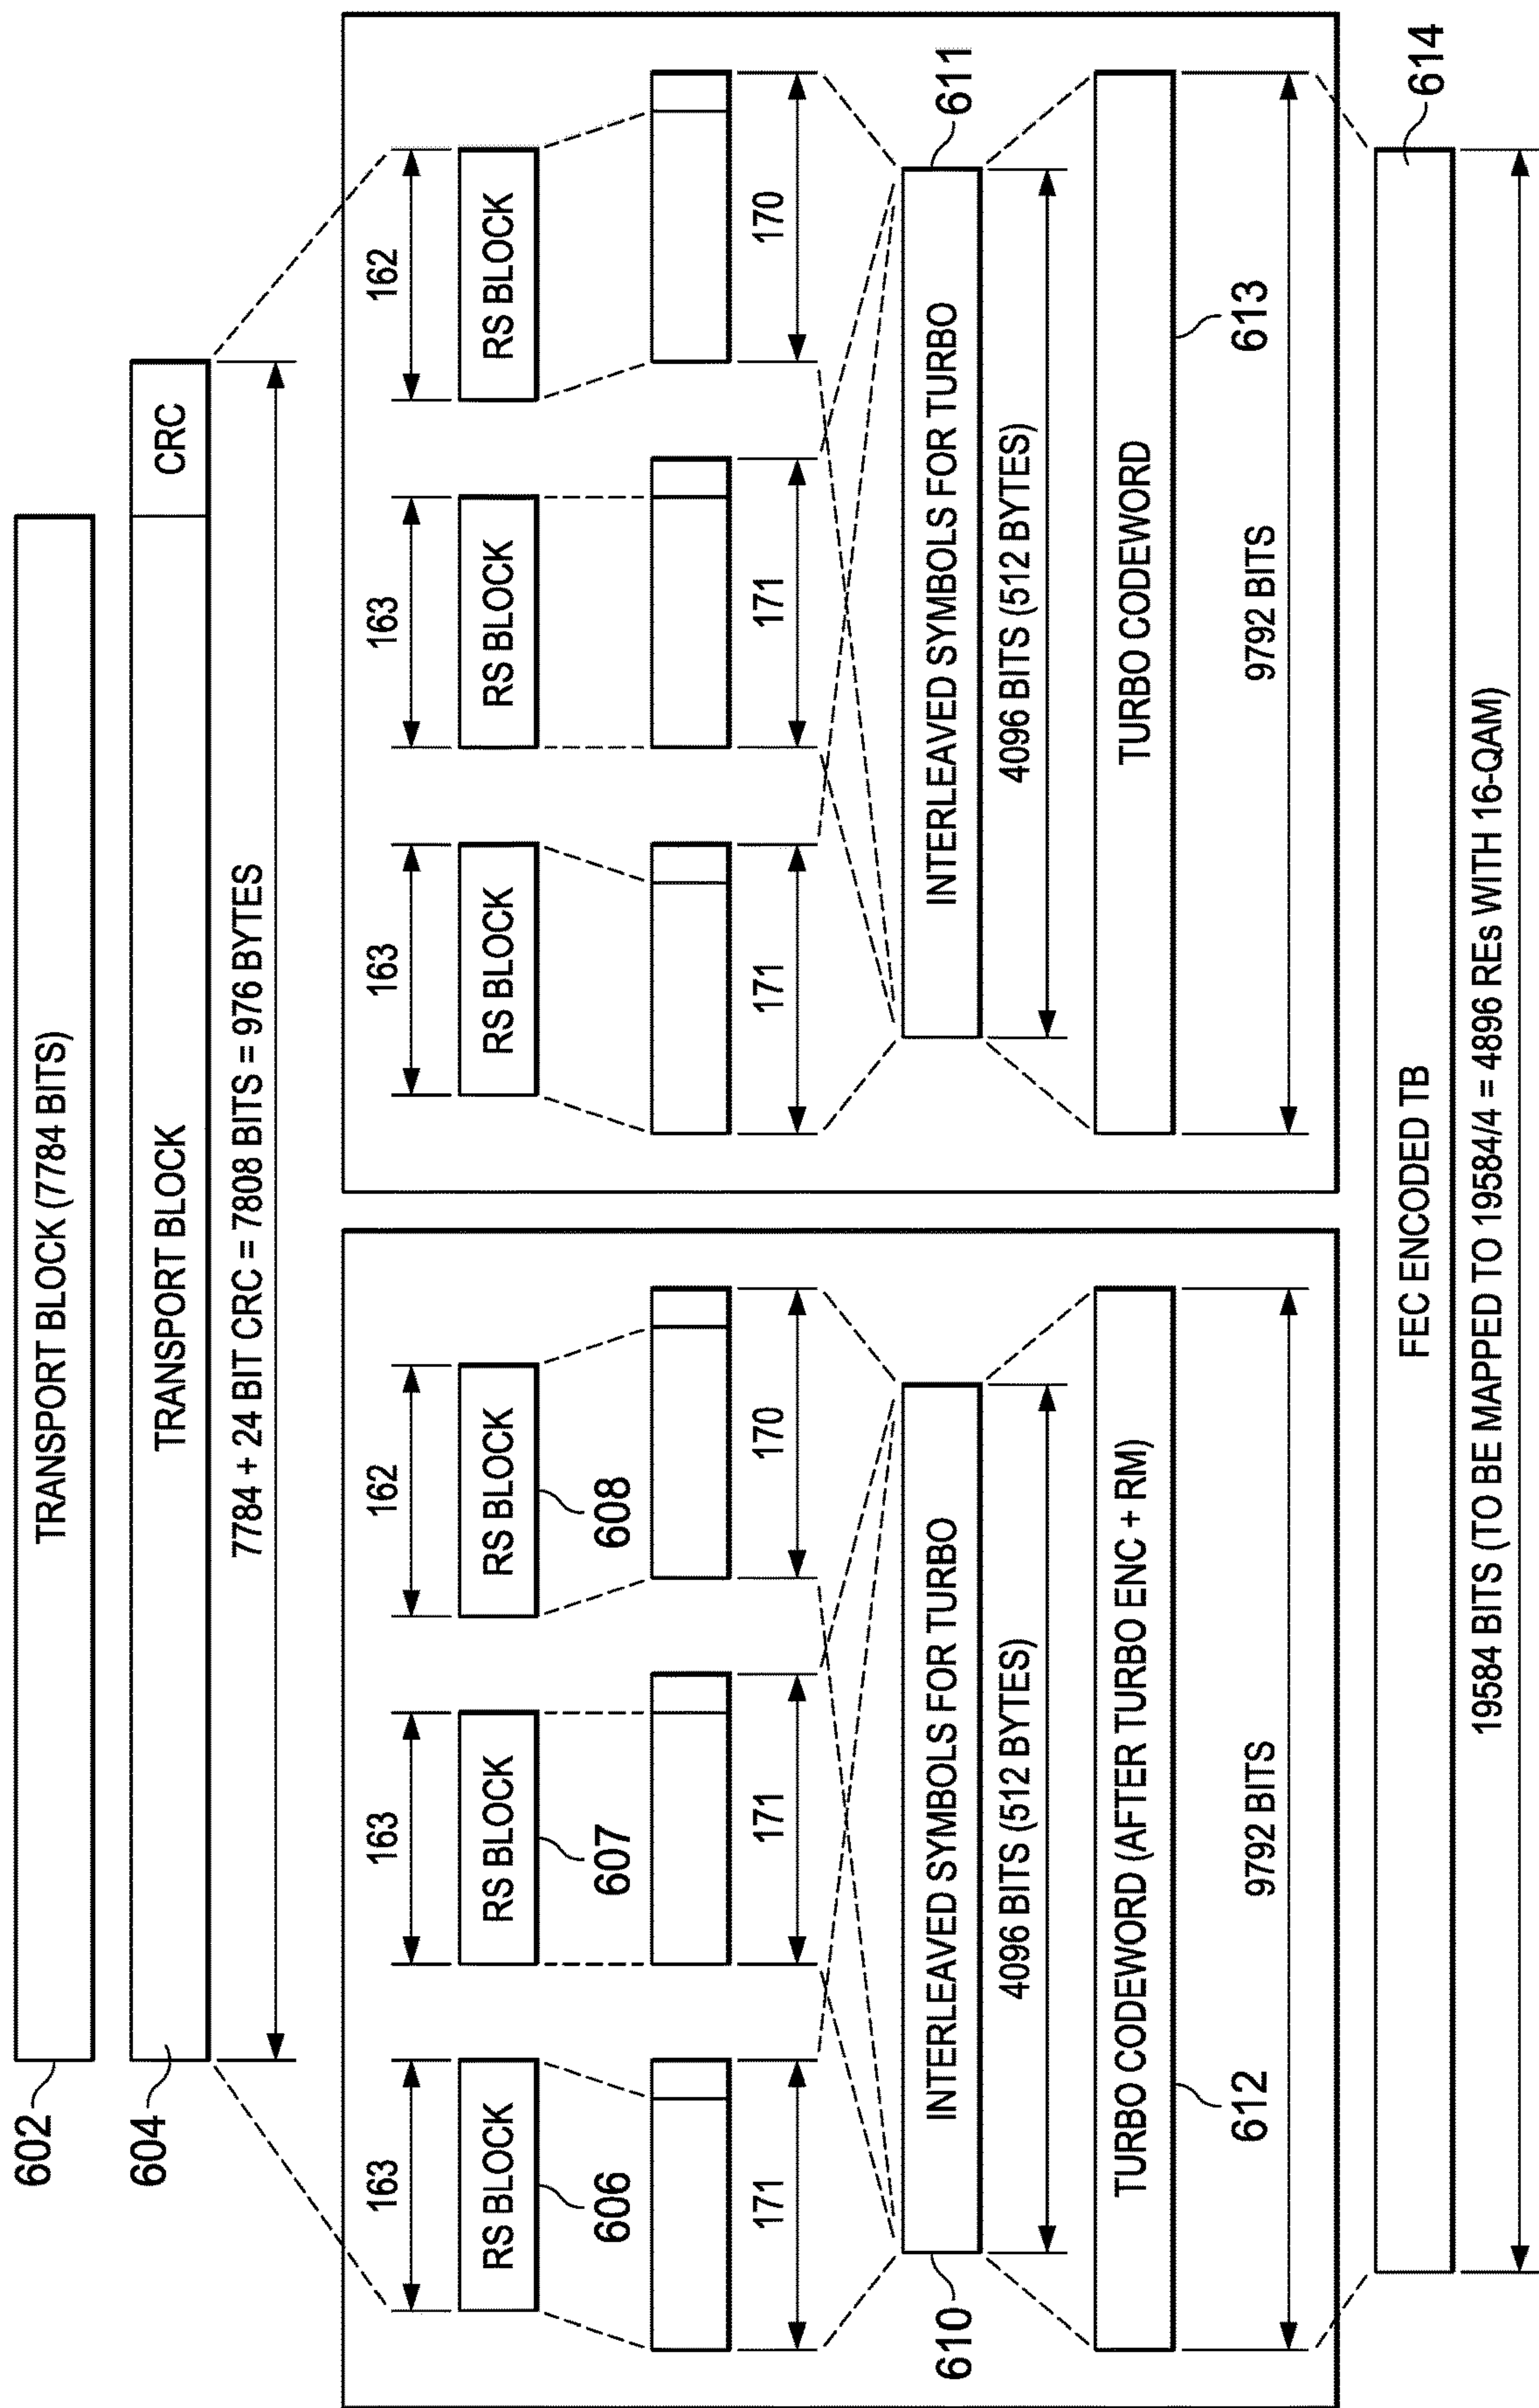 602
TRANSPORT BLOCK (7784 BITS)
604
TRANSPORT BLOCK
CRC
7784 + 24 BIT CRC = 7808 BITS = 976 BYTES
163
163
162
163
163
162
RS BLOCK
RS BLOCK
RS BLOCK
RS BLOCK
RS BLOCK
RS BLOCK
606
607
608
171
171
170
171
171
170
610
INTERLEAVED SYMBOLS FOR TURBO
INTERLEAVED SYMBOLS FOR TURBO
611
4096 BITS (512 BYTES)
4096 BITS (512 BYTES)
TURBO CODEWORD (AFTER TURBO ENC + RM)
TURBO CODEWORD
612
613
9792 BITS
9792 BITS
FEC ENCODED TB
614
19584 BITS (TO BE MAPPED TO 19584/4 = 4896 REs WITH 16-QAM)